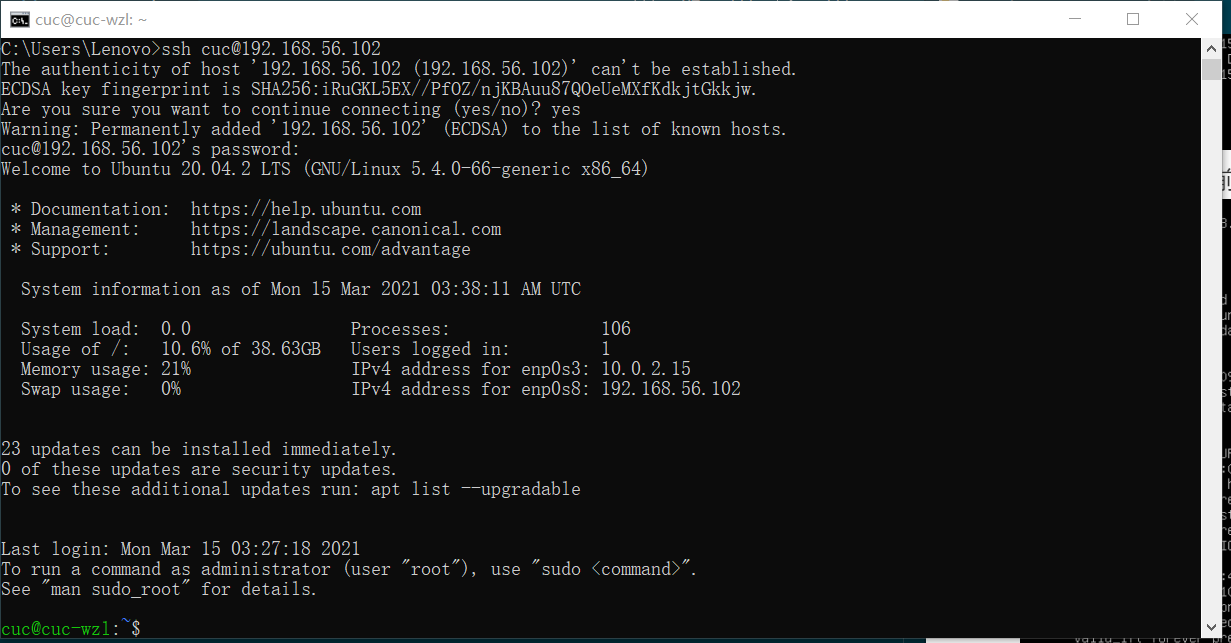 cuc@cuc-wzl: ~
C:\Users\Lenovo>ssh cuc@192.168.56.102
The authenticity of host '192.168.56.102 (192.168.56.102)' can't be established.
ECDSA key fingerprint is SHA256:iRuGKL5EX//PfOZ/njKBAuu87QOeUeMXfKdkjtGkkjw.
Are you sure you want to continue connecting (yes/no)? yes
Warning: Permanently added '192.168.56.102' (ECDSA) to the list of known hosts.
cuc@192.168.56.102's password:
Welcome to Ubuntu 20.04.2 LTS (GNU/Linux 5.4.0-66-generic x86_64)
* Documentation:  https://help.ubuntu.com
* Management:     https://landscape.canonical.com
* Support:        https://ubuntu.com/advantage
System information as of Mon 15 Mar 2021 03:38:11 AM UTC
System load:  0.0                Processes:               106
Usage of /:   10.6% of 38.63GB   Users logged in:         1
Memory usage: 21%                IPv4 address for enp0s3: 10.0.2.15
Swap usage:   0%                 IPv4 address for enp0s8: 192.168.56.102
23 updates can be installed immediately.
0 of these updates are security updates.
To see these additional updates run: apt list --upgradable
Last login: Mon Mar 15 03:27:18 2021
To run a command as administrator (user "root"), use "sudo <command>".
See "man sudo_root" for details.
cuc@cuc-wzl:~$